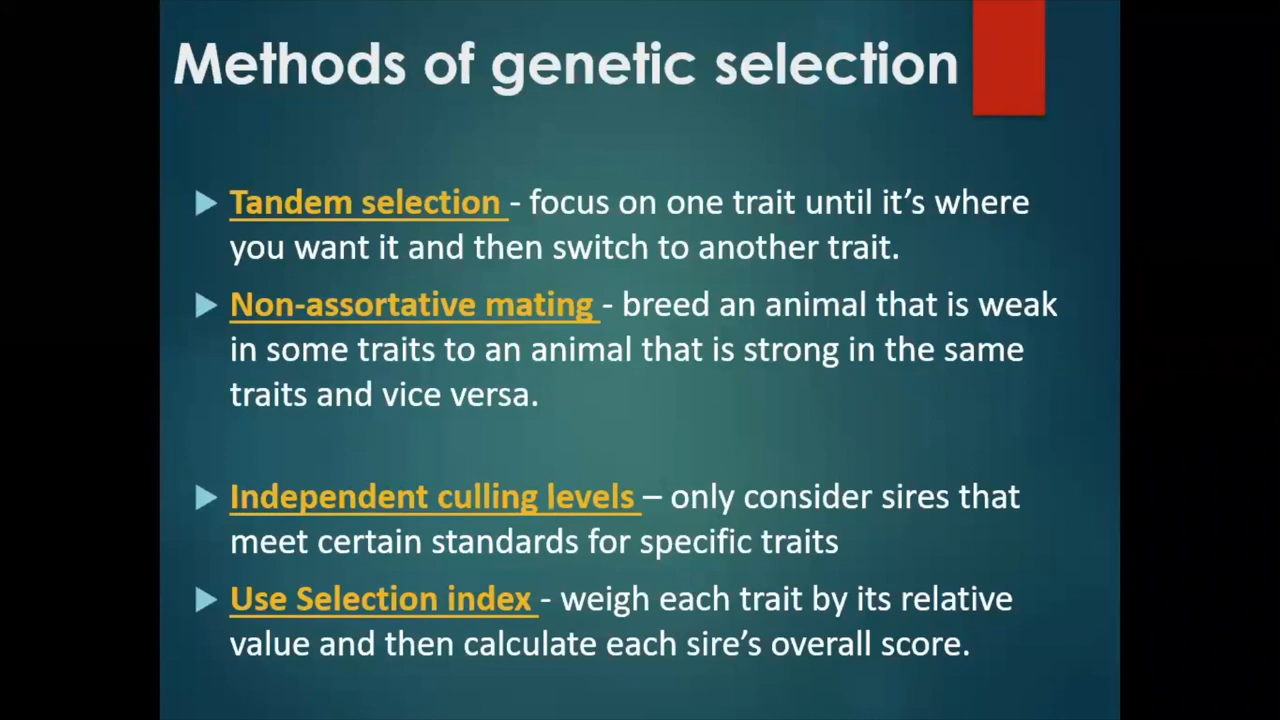 Methods of genetic selection
Tandem selection - focus on one trait until it’s where
you want it and then switch to another trait.
Non-assortative mating - breed an animal that is weak
in some traits to an animal that is strong in the same
traits and vice versa.
Independent culling levels – only consider sires that
meet certain standards for specific traits
Use Selection index - weigh each trait by its relative
value and then calculate each sire’s overall score.